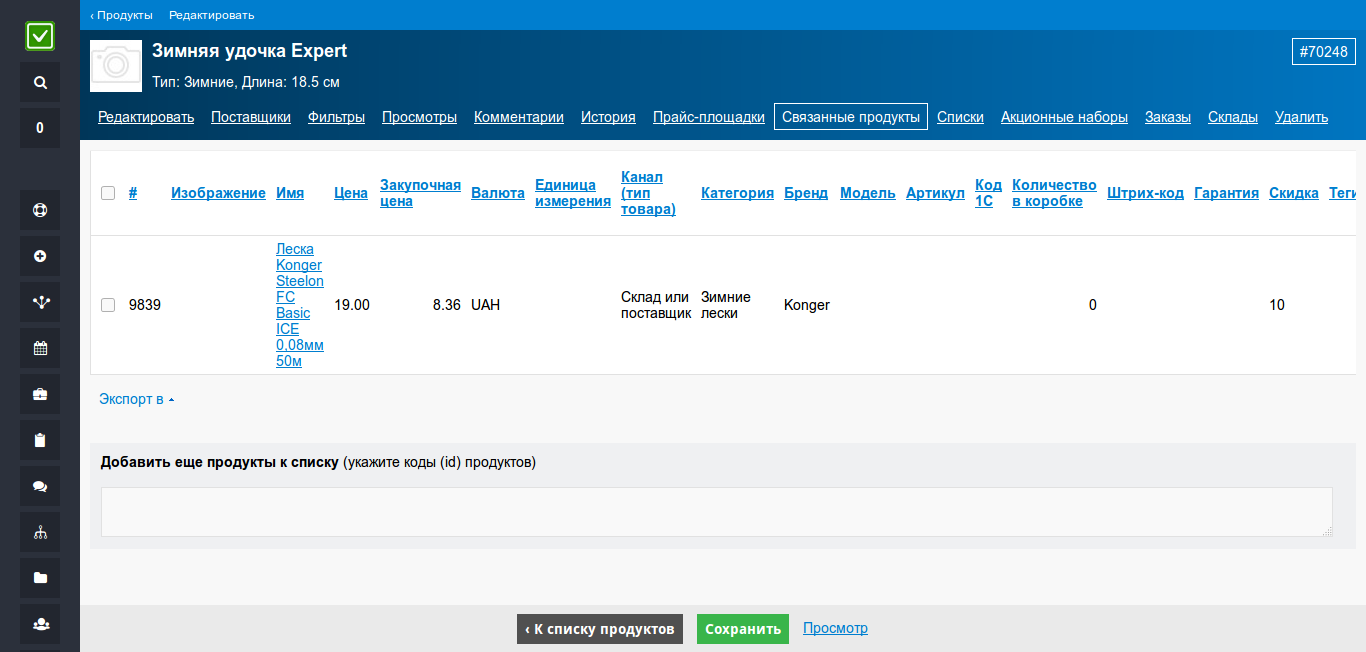 ‹ Продукты Редактировать
Зимняя удочка Expert
#70248
Тип: Зимние, Длина: 18.5 см
0
Редактировать Поставщики Фильтры Просмотры Комментарии История Прайс-площадки Связанные продукты Списки Акционные наборы Заказы Склады Удалить
# Изображение Имя Цена Закупочная цена Валюта Единица измерения Канал (тип товара) Категория Бренд Модель Артикул Код 1С Количество в коробке Штрих-код Гарантия Скидка Теги
9839 Леска Konger Steelon FC Basic ICE 0,08мм 50м 19.00 8.36 UAH Склад или поставщик Зимние лески Konger 0 10
Экспорт в
Добавить еще продукты к списку (укажите коды (id) продуктов)
‹ К списку продуктов Сохранить Просмотр